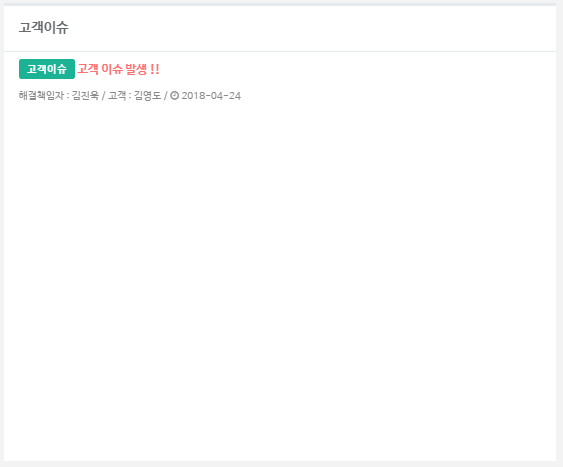 고객이슈
고객이슈 고객 이슈 발생 !!
해결책임자 : 김진욱 / 고객 : 김영도 / 2018-04-24